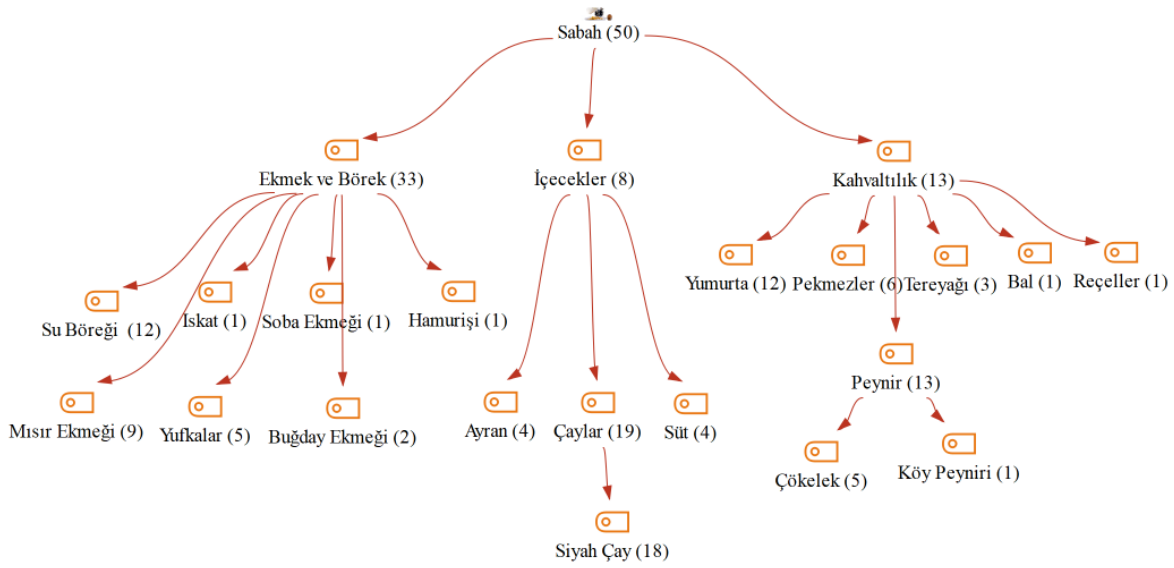 Sabah (50)
Ekmek ve Börek (33)
İçecekler (8)
Kahvaltılık (13)
Yumurta (12)
Pekmezler (6)
Tereyağı (3)
Bal (1)
Reçeller (1)
Su Böreği (12)
Iskat (1)
Soba Ekmeği (1)
Hamurişi (1)
Peynir (13)
Mısır Ekmeği (9)
Yufkalar (5)
Buğday Ekmeği (2)
Ayran (4)
Çaylar (19)
Süt (4)
Çökelek (5)
Köy Peyniri (1)
Siyah Çay (18)